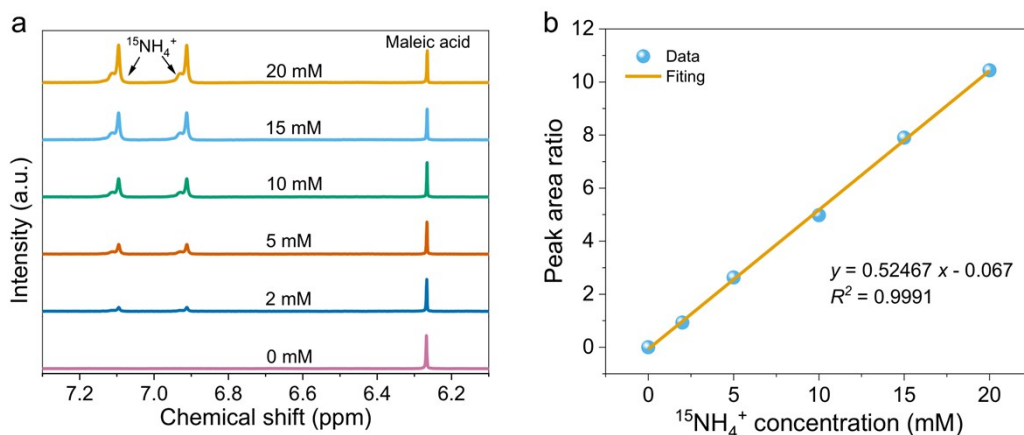 a
Intensity (a.u.)
¹⁵NH₄⁺
Maleic acid
20 mM
15 mM
10 mM
5 mM
2 mM
0 mM
7.2 7.0 6.8 6.6 6.4 6.2
Chemical shift (ppm)
b
Peak area ratio
12
10
8
6
4
2
0
Data
Fiting
y = 0.52467 x - 0.067
R² = 0.9991
0 5 10 15 20
¹⁵NH₄⁺ concentration (mM)